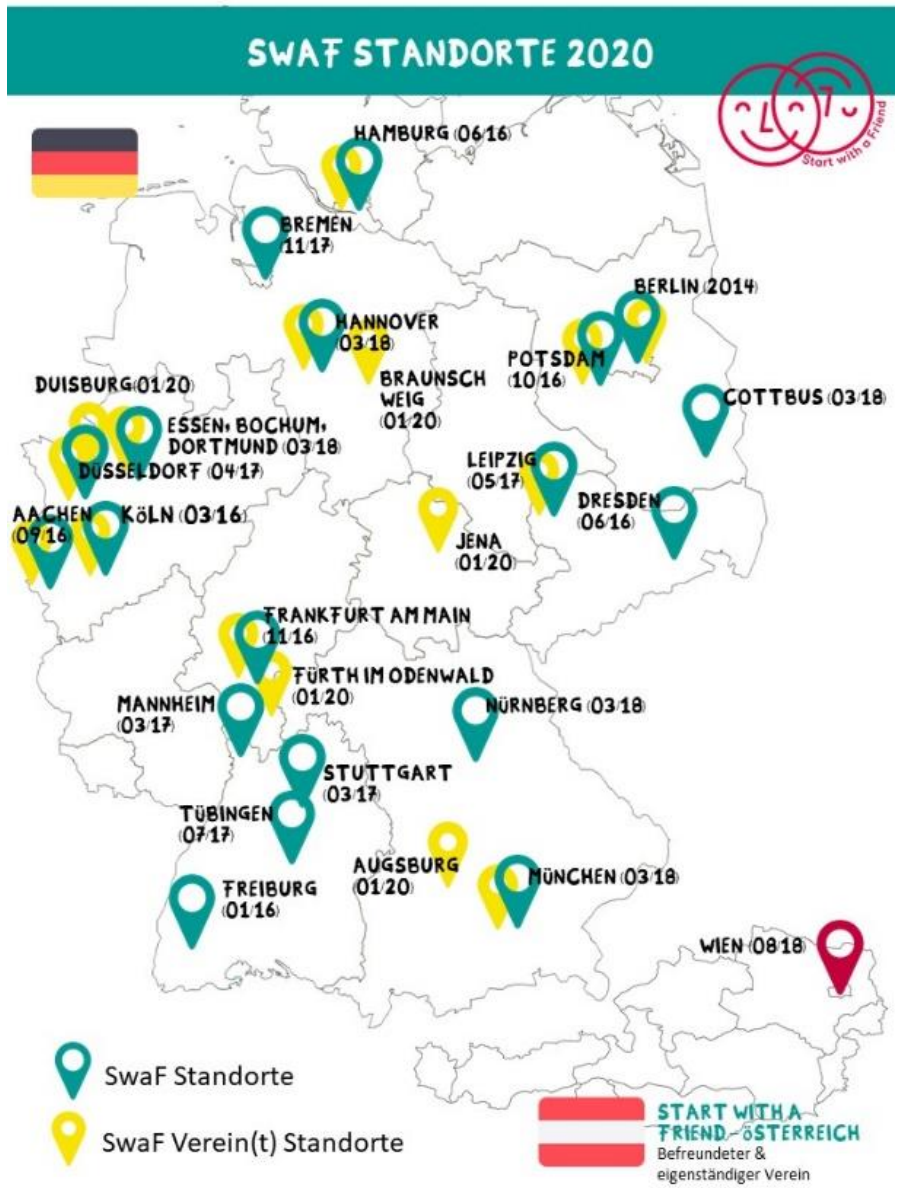 SWAF STANDORTE 2020
Start with a Friend
HAMBURG (06/16)
BREMEN
(11/17)
BERLIN (2014)
HANNOVER
(03/18)
POTSDAM
(10/16)
BRAUNSCH
WEIG
(01/20)
DUISBURG (01/20)
COTTBUS (03/18)
ESSEN, BOCHUM,
DORTMUND (03/18)
DÜSSELDORF (04/17)
LEIPZIG
(05/17)
DRESDEN
(06/16)
AACHEN
(09/16)
KÖLN (03/16)
JENA
(01/20)
FRANKFURT AM MAIN
(11/16)
FÜRTH IM ODENWALD
(01/20)
MANNHEIM
(03/17)
NÜRNBERG (03/18)
STUTTGART
(03/17)
TÜBINGEN
(07/17)
AUGSBURG
(01/20)
MÜNCHEN (03/18)
FREIBURG
(01/16)
WIEN (08/18)
SwaF Standorte
SwaF Verein(t) Standorte
START WITH A
FRIEND-ÖSTERREICH
Befreundeter &
eigenständiger Verein